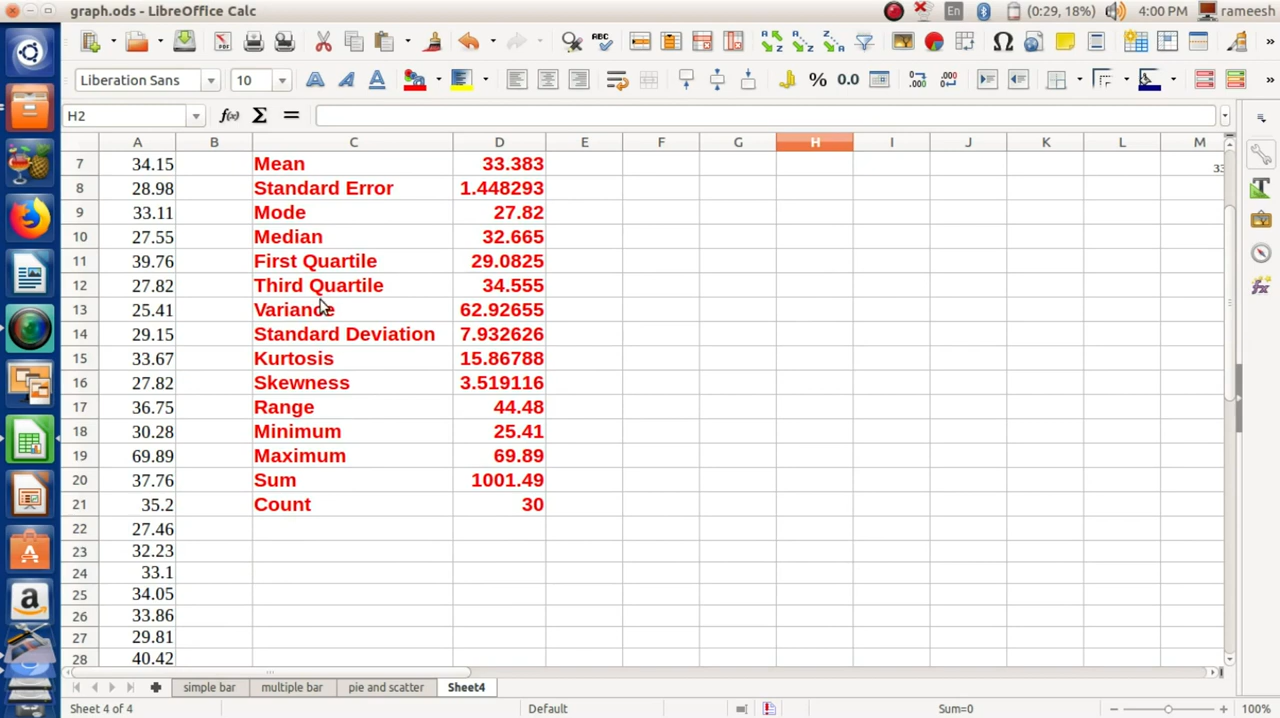 graph.ods - LibreOffice Calc
En
(0:29, 18%)
4:00 PM
rameesh
Liberation Sans
10
%
0.0
H2
A B C D E F G H I J K L M
7 34.15 Mean 33.383
8 28.98 Standard Error 1.448293
9 33.11 Mode 27.82
10 27.55 Median 32.665
11 39.76 First Quartile 29.0825
12 27.82 Third Quartile 34.555
13 25.41 Variance 62.92655
14 29.15 Standard Deviation 7.932626
15 33.67 Kurtosis 15.86788
16 27.82 Skewness 3.519116
17 36.75 Range 44.48
18 30.28 Minimum 25.41
19 69.89 Maximum 69.89
20 37.76 Sum 1001.49
21 35.2 Count 30
22 27.46
23 32.23
24 33.1
25 34.05
26 33.86
27 29.81
28 40.42
simple bar multiple bar pie and scatter Sheet4
Sheet 4 of 4 Default Sum=0 100%